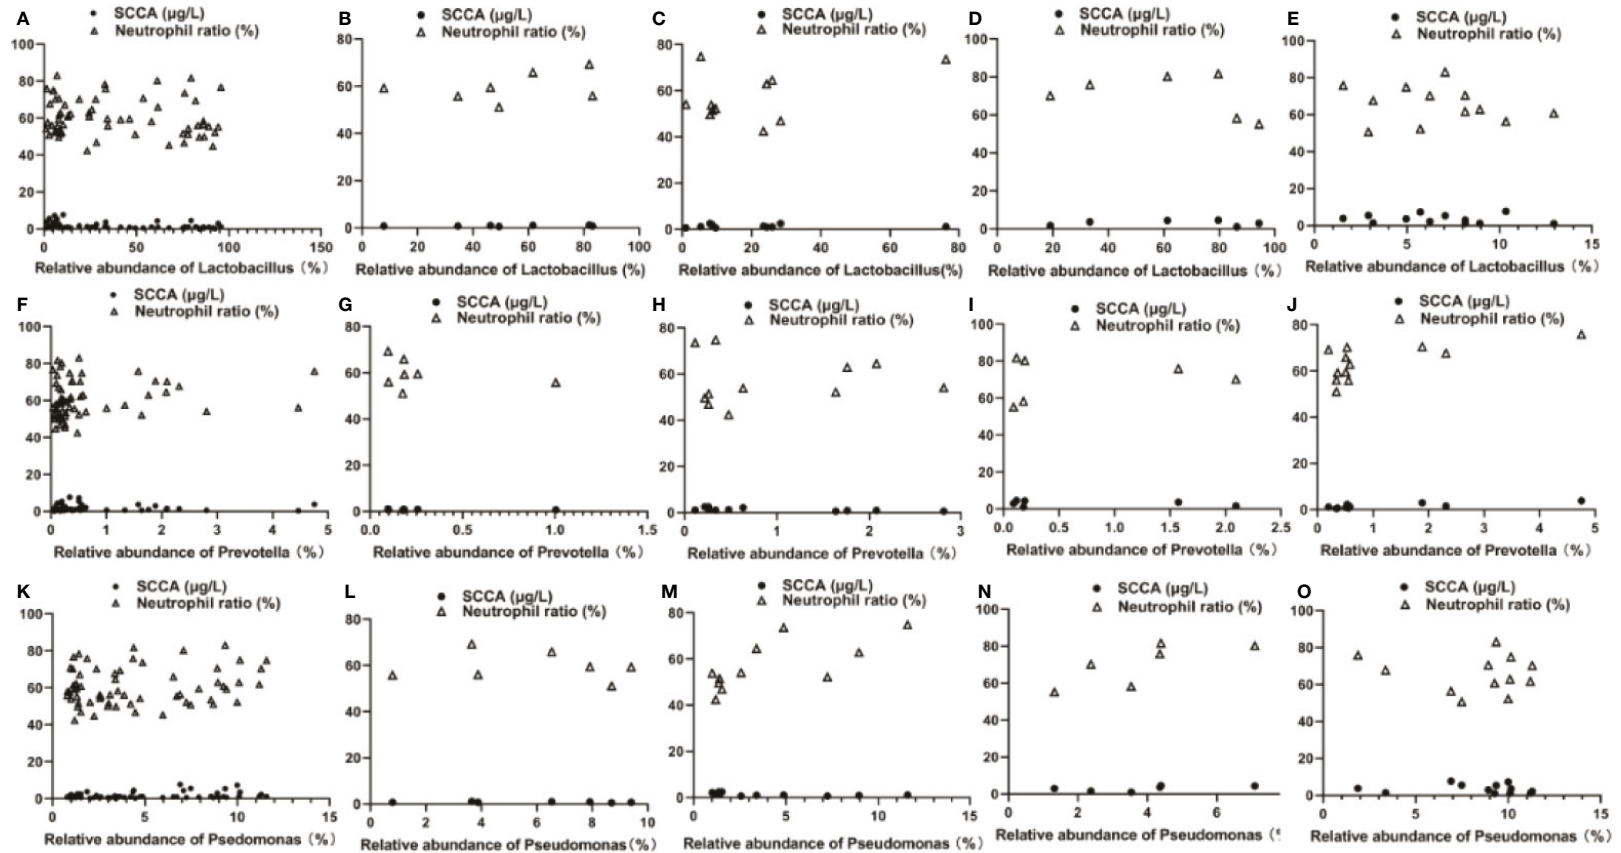 A
SCCA (μg/L)
Neutrophil ratio (%)
100
80
60
40
20
0
0 50 100 150
Relative abundance of Lactobacillus (%)
B
SCCA (μg/L)
Neutrophil ratio (%)
80
60
40
20
0
0 20 40 60 80 100
Relative abundance of Lactobacillus (%)
C
SCCA (μg/L)
Neutrophil ratio (%)
80
60
40
20
0
0 20 40 60 80
Relative abundance of Lactobacillus(%)
D
SCCA (μg/L)
Neutrophil ratio (%)
100
80
60
40
20
0
0 20 40 60 80 100
Relative abundance of Lactobacillus (%)
E
SCCA (μg/L)
Neutrophil ratio (%)
100
80
60
40
20
0
0 5 10 15
Relative abundance of Lactobacillus (%)
F
SCCA (μg/L)
Neutrophil ratio (%)
100
80
60
40
20
0
0 1 2 3 4 5
Relative abundance of Prevotella (%)
G
SCCA (μg/L)
Neutrophil ratio (%)
80
60
40
20
0
0.0 0.5 1.0 1.5
Relative abundance of Prevotella (%)
H
SCCA (μg/L)
Neutrophil ratio (%)
80
60
40
20
0
0 1 2 3
Relative abundance of Prevotella (%)
I
SCCA (μg/L)
Neutrophil ratio (%)
100
80
60
40
20
0
0.0 0.5 1.0 1.5 2.0 2.5
Relative abundance of Prevotella (%)
J
SCCA (μg/L)
Neutrophil ratio (%)
80
60
40
20
0
0 1 2 3 4 5
Relative abundance of Prevotella (%)
K
SCCA (μg/L)
Neutrophil ratio (%)
100
80
60
40
20
0
0 5 10 15
Relative abundance of Psedomonas (%)
L
SCCA (μg/L)
Neutrophil ratio (%)
80
60
40
20
0
0 2 4 6 8 10
Relative abundance of Pseudomonas (%)
M
SCCA (μg/L)
Neutrophil ratio (%)
80
60
40
20
0
0 5 10 15
Relative abundance of Pseudomonas (%)
N
SCCA (μg/L)
Neutrophil ratio (%)
100
80
60
40
20
0
0 2 4 6
Relative abundance of Pseudomonas (
O
SCCA (μg/L)
Neutrophil ratio (%)
100
80
60
40
20
0
0 5 10 15
Relative abundance of Pseudomonas (%)